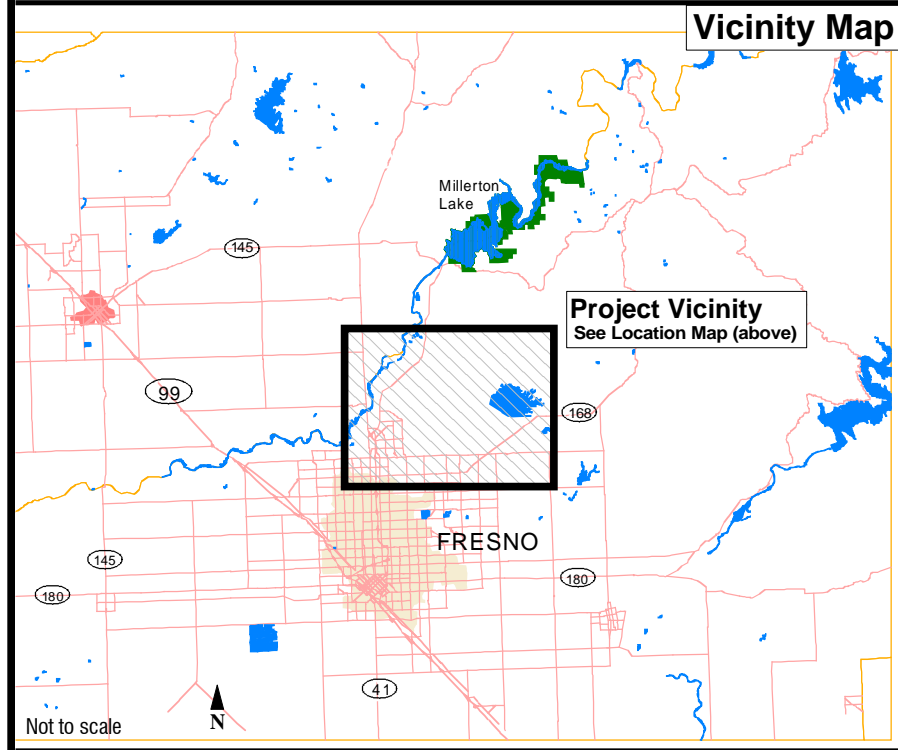 Vicinity Map
Millerton
Lake
145
Project Vicinity
See Location Map (above)
99
168
FRESNO
145
180
180
41
N
Not to scale